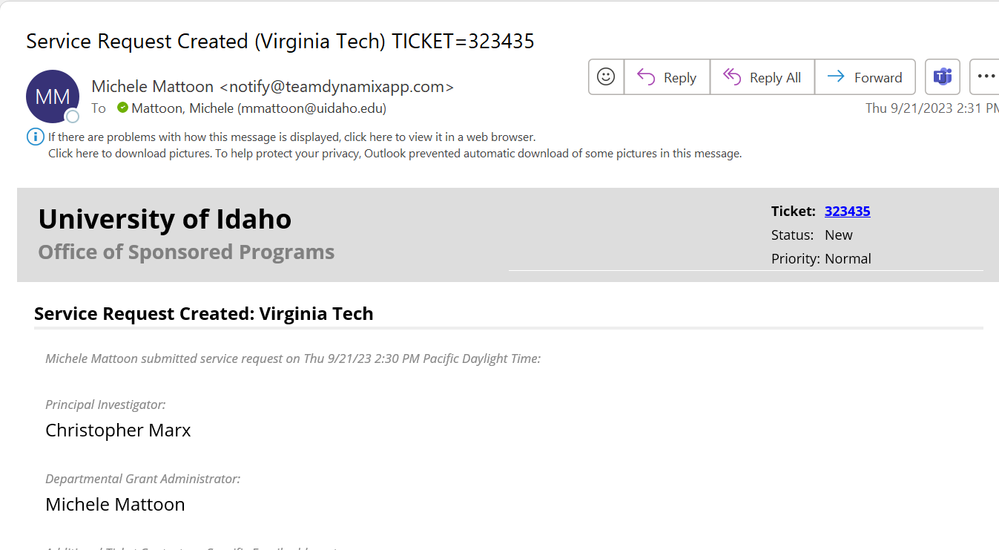 Service Request Created (Virginia Tech) TICKET=323435
MM
Michele Mattoon <notify@teamdynamixapp.com>
To Mattoon, Michele (mmattoon@uidaho.edu)
Reply
Reply All
Forward
Thu 9/21/2023 2:31 PM
If there are problems with how this message is displayed, click here to view it in a web browser.
Click here to download pictures. To help protect your privacy, Outlook prevented automatic download of some pictures in this message.
University of Idaho
Office of Sponsored Programs
Ticket: 323435
Status: New
Priority: Normal
Service Request Created: Virginia Tech
Michele Mattoon submitted service request on Thu 9/21/23 2:30 PM Pacific Daylight Time:
Principal Investigator:
Christopher Marx
Departmental Grant Administrator:
Michele Mattoon